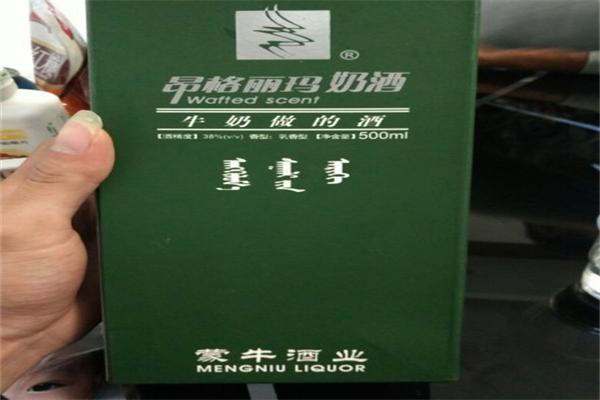 ®
昂格丽玛奶酒
Wafted scent
牛奶做的酒
【酒精度】38%(v/v) 香型：乳香型 【净含量】500ml
蒙牛酒业
MENGNIU LIQUOR